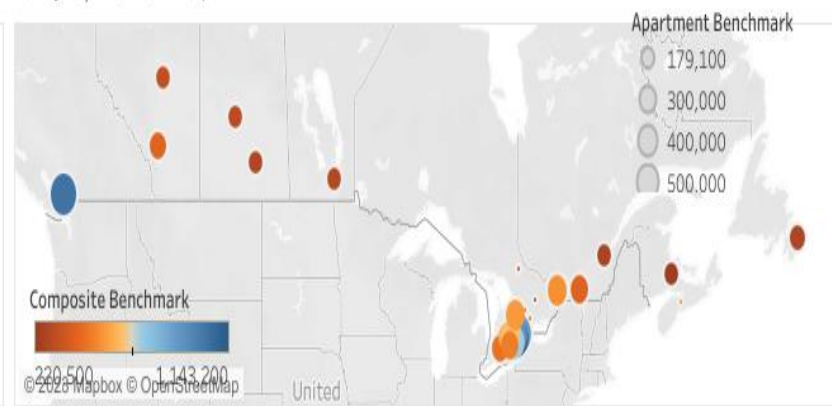 Apartment Benchmark
179,100
300,000
400,000
500,000
Composite Benchmark
220,500
1,143,200
© 2023 Mapbox © OpenStreetMap
United